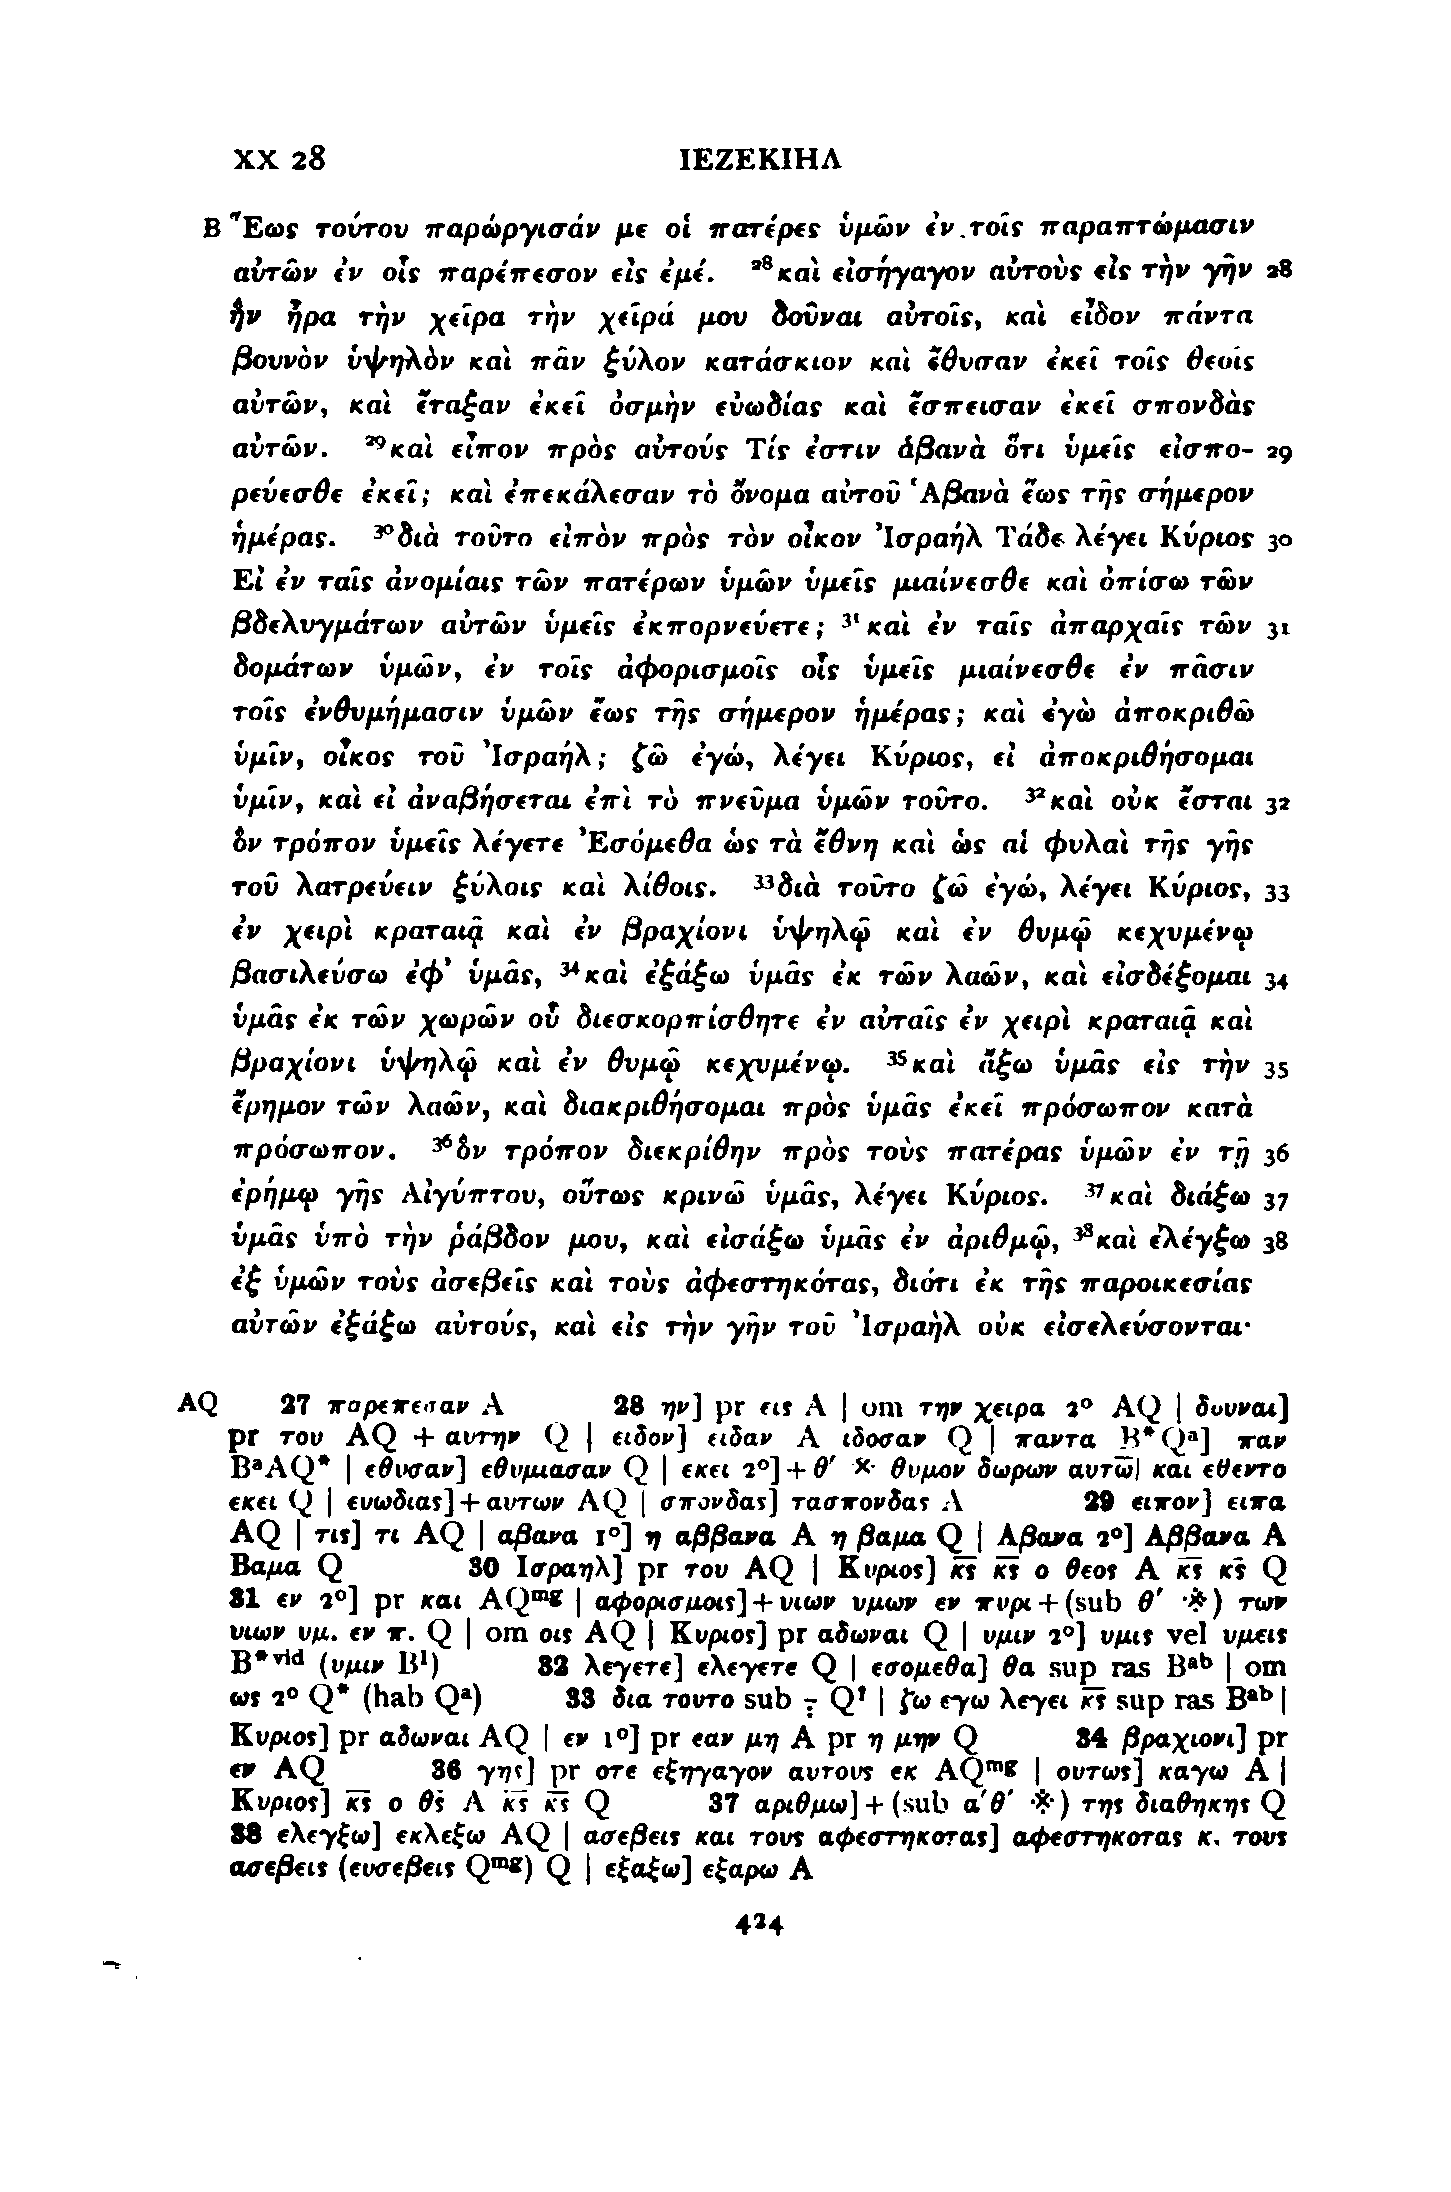 XX 28 ΙΕΖΕΚΙΗΛ
B Ἕως τούτου παρώργισάν με οἱ πατέρες ὑμῶν ἐν τοῖς παραπτώμασιν
αὐτῶν ἐν οἷς παρέπεσον εἰς ἐμέ. ²⁸καὶ εἰσήγαγον αὐτοὺς εἰς τὴν γῆν 28
ἣν ἦρα τὴν χεῖρα τὴν χεῖρά μου δοῦναι αὐτοῖς, καὶ εἶδον πάντα
βουνὸν ὑψηλὸν καὶ πᾶν ξύλον κατάσκιον καὶ ἔθυσαν ἐκεῖ τοῖς θεοῖς
αὐτῶν, καὶ ἔταξαν ἐκεῖ ὀσμὴν εὐωδίας καὶ ἔσπεισαν ἐκεῖ σπονδὰς
αὐτῶν. ²⁹καὶ εἶπον πρὸς αὐτούς Τίς ἐστιν ἁβανὰ ὅτι ὑμεῖς εἰσπο- 29
ρεύεσθε ἐκεῖ; καὶ ἐπεκάλεσαν τὸ ὄνομα αὐτοῦ Ἁβανὰ ἕως τῆς σήμερον
ἡμέρας. ³⁰διὰ τοῦτο εἰπὸν πρὸς τὸν οἶκον Ἰσραήλ Τάδε λέγει Κύριος 30
Εἰ ἐν ταῖς ἀνομίαις τῶν πατέρων ὑμῶν ὑμεῖς μιαίνεσθε καὶ ὀπίσω τῶν
βδελυγμάτων αὐτῶν ὑμεῖς ἐκπορνεύετε; ³¹καὶ ἐν ταῖς ἀπαρχαῖς τῶν 31
δομάτων ὑμῶν, ἐν τοῖς ἀφορισμοῖς οἷς ὑμεῖς μιαίνεσθε ἐν πᾶσιν
τοῖς ἐνθυμήμασιν ὑμῶν ἕως τῆς σήμερον ἡμέρας; καὶ ἐγὼ ἀποκριθῶ
ὑμῖν, οἶκος τοῦ Ἰσραήλ; ζῶ ἐγώ, λέγει Κύριος, εἰ ἀποκριθήσομαι
ὑμῖν, καὶ εἰ ἀναβήσεται ἐπὶ τὸ πνεῦμα ὑμῶν τοῦτο. ³²καὶ οὐκ ἔσται 32
ὃν τρόπον ὑμεῖς λέγετε Ἐσόμεθα ὡς τὰ ἔθνη καὶ ὡς αἱ φυλαὶ τῆς γῆς
τοῦ λατρεύειν ξύλοις καὶ λίθοις. ³³διὰ τοῦτο ζῶ ἐγώ, λέγει Κύριος, 33
ἐν χειρὶ κραταιᾷ καὶ ἐν βραχίονι ὑψηλῷ καὶ ἐν θυμῷ κεχυμένῳ
βασιλεύσω ἐφ’ ὑμᾶς, ³⁴καὶ ἐξάξω ὑμᾶς ἐκ τῶν λαῶν, καὶ εἰσδέξομαι 34
ὑμᾶς ἐκ τῶν χωρῶν οὗ διεσκορπίσθητε ἐν αὐταῖς ἐν χειρὶ κραταιᾷ καὶ
βραχίονι ὑψηλῷ καὶ ἐν θυμῷ κεχυμένῳ. ³⁵καὶ ἄξω ὑμᾶς εἰς τὴν 35
ἔρημον τῶν λαῶν, καὶ διακριθήσομαι πρὸς ὑμᾶς ἐκεῖ πρόσωπον κατὰ
πρόσωπον. ³⁶ὃν τρόπον διεκρίθην πρὸς τοὺς πατέρας ὑμῶν ἐν τῇ 36
ἐρήμῳ γῆς Αἰγύπτου, οὕτως κρινῶ ὑμᾶς, λέγει Κύριος. ³⁷καὶ διάξω 37
ὑμᾶς ὑπὸ τὴν ῥάβδον μου, καὶ εἰσάξω ὑμᾶς ἐν ἀριθμῷ, ³⁸καὶ ἐλέγξω 38
ἐξ ὑμῶν τοὺς ἀσεβεῖς καὶ τοὺς ἀφεστηκότας, διότι ἐκ τῆς παροικεσίας
αὐτῶν ἐξάξω αὐτούς, καὶ εἰς τὴν γῆν τοῦ Ἰσραὴλ οὐκ εἰσελεύσονται·
AQ 27 παρεπεσαν A 28 ην] pr εις A | om την χειρα 2° AQ | δουναι]
pr του AQ + αυτην Q | ειδον] ειδαν A ιδοσαν Q | παντα B*Qᵃ] παν
BᵃAQ* | εθυσαν] εθυμιασαν Q | εκει 2°] + θ′ ※ θυμον δωρων αυτω̅| και εθεντο
εκει Q | ευωδιας] + αυτων AQ | σπονδας] τασπονδας A 29 ειπον] ειπα
AQ | τις] τι AQ | αβανα 1°] η αββανα A η βαμα Q | Αβανα 2°] Αββανα A
Βαμα Q 30 Ισραηλ] pr του AQ | Κυριος] κ̅ς̅ κ̅ς̅ ο θεος A κ̅ς̅ κ̅ς̅ Q
31 εν 2°] pr και AQᵐᵍ | αφορισμοις] + υιων υμων εν πυρι + (sub θ′ ※) των
υιων υμ. εν π. Q | om οις AQ | Κυριος] pr αδωναι Q | υμιν 2°] υμις vel υμεις
B*ᵛⁱᵈ (υμιν B¹) 32 λεγετε] ελεγετε Q | εσομεθα] θα sup ras Bᵃᵇ | om
ως 2° Q* (hab Qᵃ) 33 δια τουτο sub ÷ Qᵗ | ζω εγω λεγει κ̅ς̅ sup ras Bᵃᵇ |
Κυριος] pr αδωναι AQ | εν 1°] pr εαν μη A pr η μην Q 34 βραχιονι] pr
εν AQ 36 γης] pr οτε εξηγαγον αυτους εκ AQᵐᵍ | ουτως] καγω A |
Κυριος] κ̅ς̅ ο θ̅ς̅ A κ̅ς̅ κ̅ς̅ Q 37 αριθμω] + (sub α′θ′ ※) της διαθηκης Q
38 ελεγξω] εκλεξω AQ | ασεβεις και τους αφεστηκοτας] αφεστηκοτας κ. τους
ασεβεις (ευσεβεις Qᵐᵍ) Q | εξαξω] εξαρω A
424